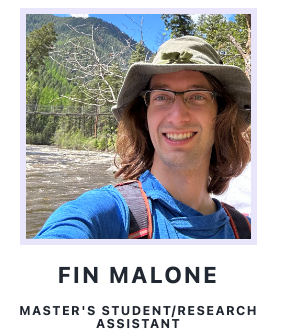 FIN MALONE
MASTER'S STUDENT/RESEARCH
ASSISTANT